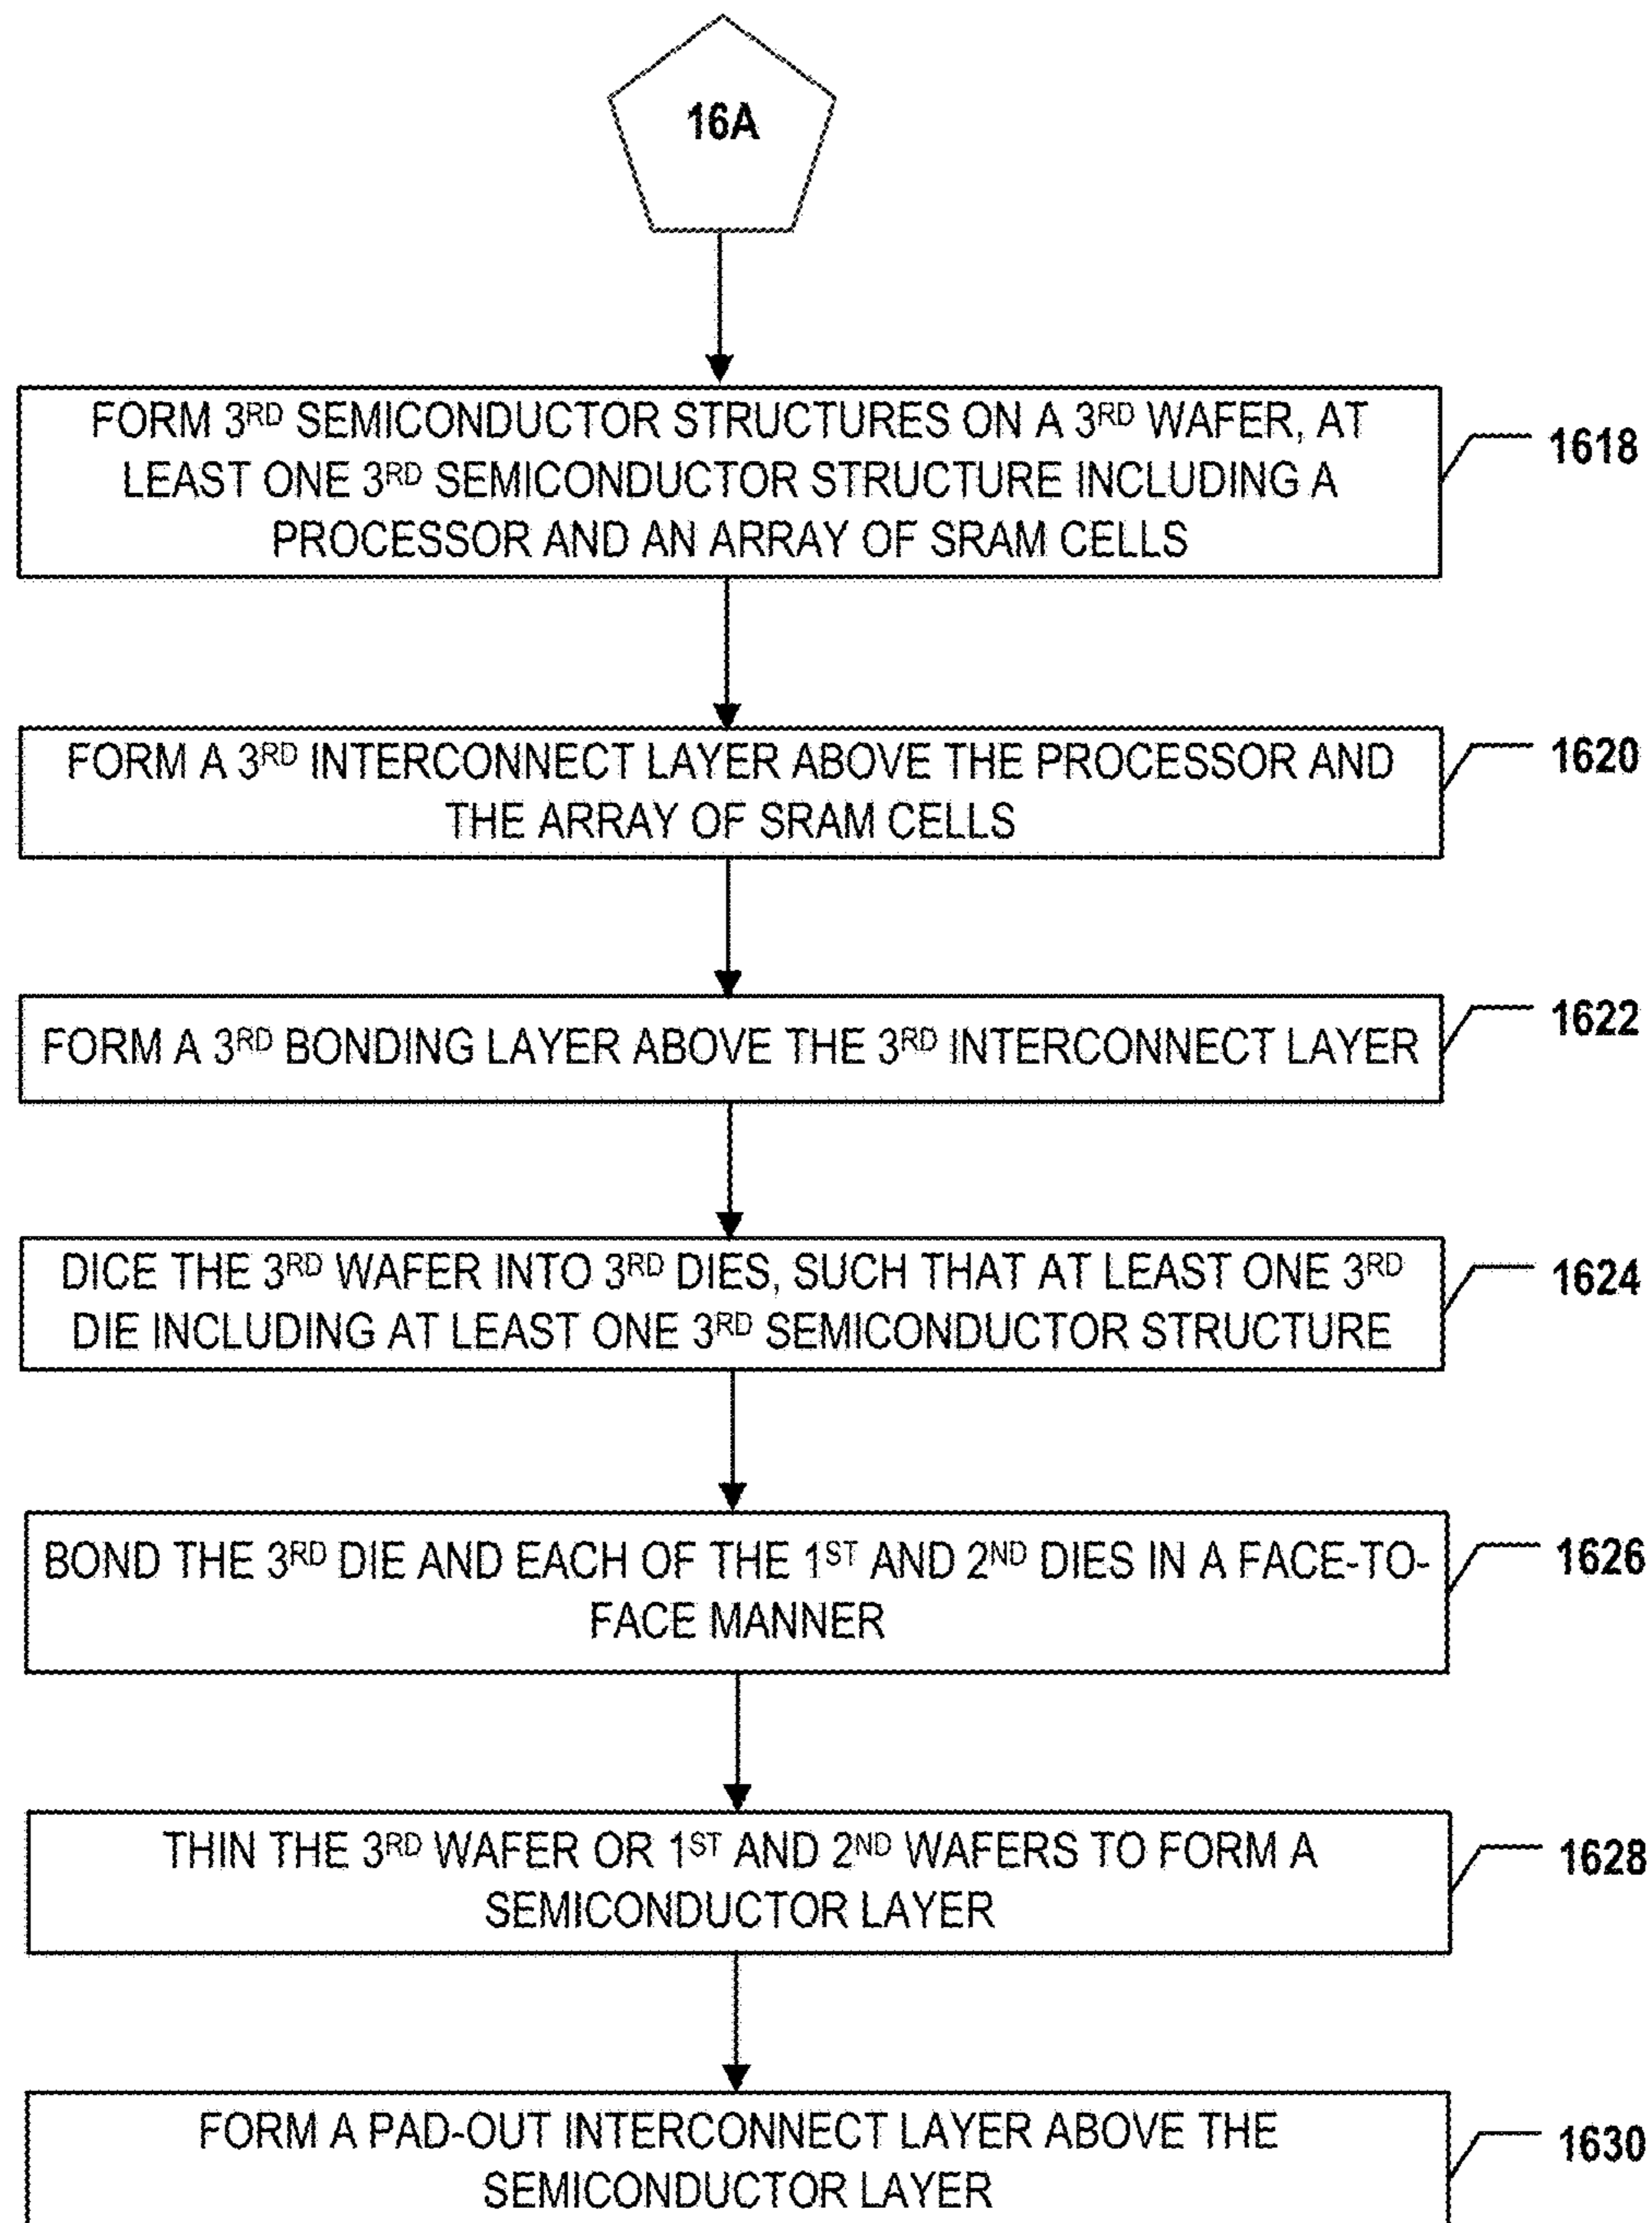 16A
FORM 3RD SEMICONDUCTOR STRUCTURES ON A 3RD WAFER, AT
LEAST ONE 3RD SEMICONDUCTOR STRUCTURE INCLUDING A
PROCESSOR AND AN ARRAY OF SRAM CELLS
1618
FORM A 3RD INTERCONNECT LAYER ABOVE THE PROCESSOR AND
THE ARRAY OF SRAM CELLS
1620
FORM A 3RD BONDING LAYER ABOVE THE 3RD INTERCONNECT LAYER
1622
DICE THE 3RD WAFER INTO 3RD DIES, SUCH THAT AT LEAST ONE 3RD
DIE INCLUDING AT LEAST ONE 3RD SEMICONDUCTOR STRUCTURE
1624
BOND THE 3RD DIE AND EACH OF THE 1ST AND 2ND DIES IN A FACE-TO-
FACE MANNER
1626
THIN THE 3RD WAFER OR 1ST AND 2ND WAFERS TO FORM A
SEMICONDUCTOR LAYER
1628
FORM A PAD-OUT INTERCONNECT LAYER ABOVE THE
SEMICONDUCTOR LAYER
1630